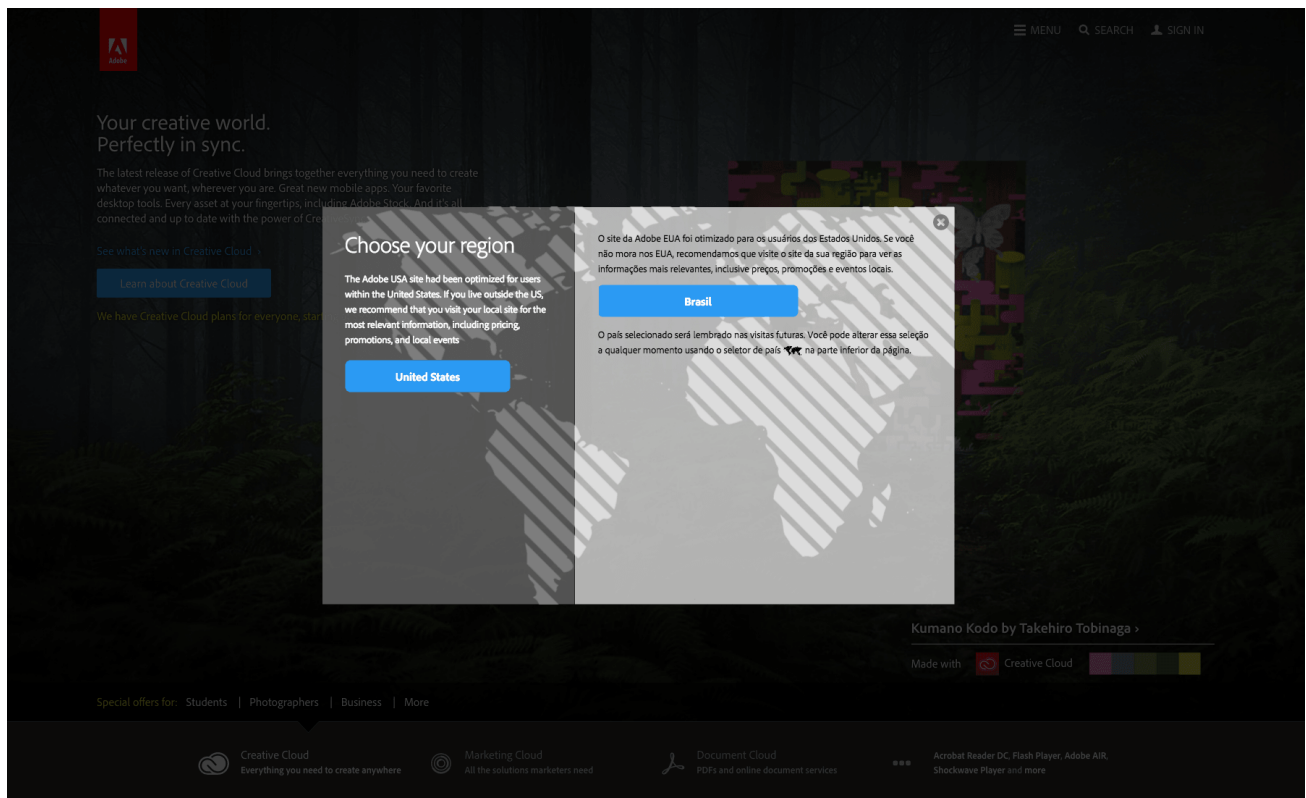 Adobe
MENU
SEARCH
SIGN IN
Your creative world.
Perfectly in sync.
The latest release of Creative Cloud brings together everything you need to create
whatever you want, wherever you are. Great new mobile apps. Your favorite
desktop tools. Every asset at your fingertips, including Adobe Stock. And it's all
connected and up to date with the power of
See what's new in Creative Cloud. ›
Learn about Creative Cloud
We have Creative Cloud plans for everyone,
Choose your region
The Adobe USA site had been optimized for users
within the United States. If you live outside the US,
we recommend that you visit your local site for the
most relevant information, including pricing,
promotions, and local events
United States
O site da Adobe EUA foi otimizado para os usuários dos Estados Unidos. Se você
não mora nos EUA, recomendamos que visite o site da sua região para ver as
informações mais relevantes, inclusive preços, promoções e eventos locais.
Brasil
O país selecionado será lembrado nas visitas futuras. Você pode alterar essa seleção
a qualquer momento usando o seletor de país na parte inferior da página.
Kumano Kodo by Takehiro Tobinaga ›
Made with Creative Cloud
Special offers for: Students | Photographers | Business | More
Creative Cloud
Everything you need to create anywhere
Marketing Cloud
All the solutions marketers need
Document Cloud
PDFs and online document services
Acrobat Reader DC, Flash Player, Adobe AIR,
Shockwave Player and more